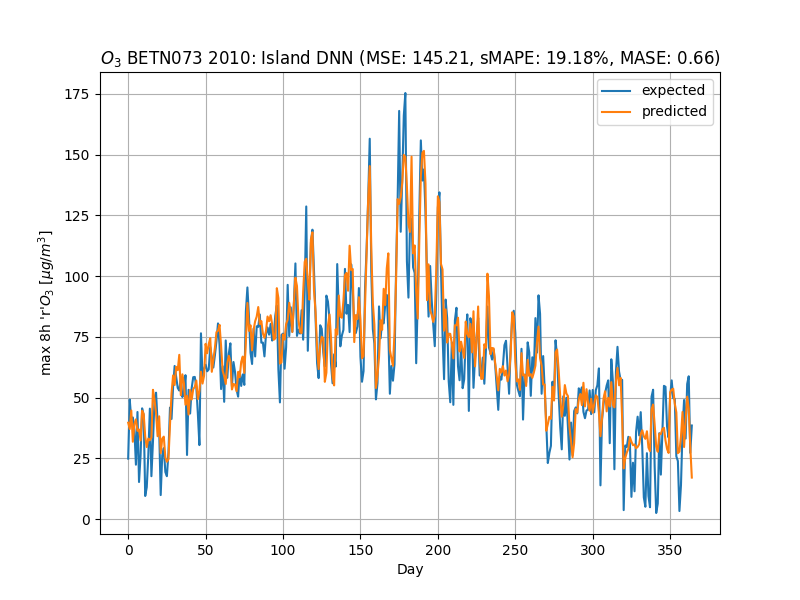 O₃ BETN073 2010: Island DNN (MSE: 145.21, sMAPE: 19.18%, MASE: 0.66)
expected
predicted
max 8h 'r'O₃ [μg/m³]
175
150
125
100
75
50
25
0
0 50 100 150 200 250 300 350
Day